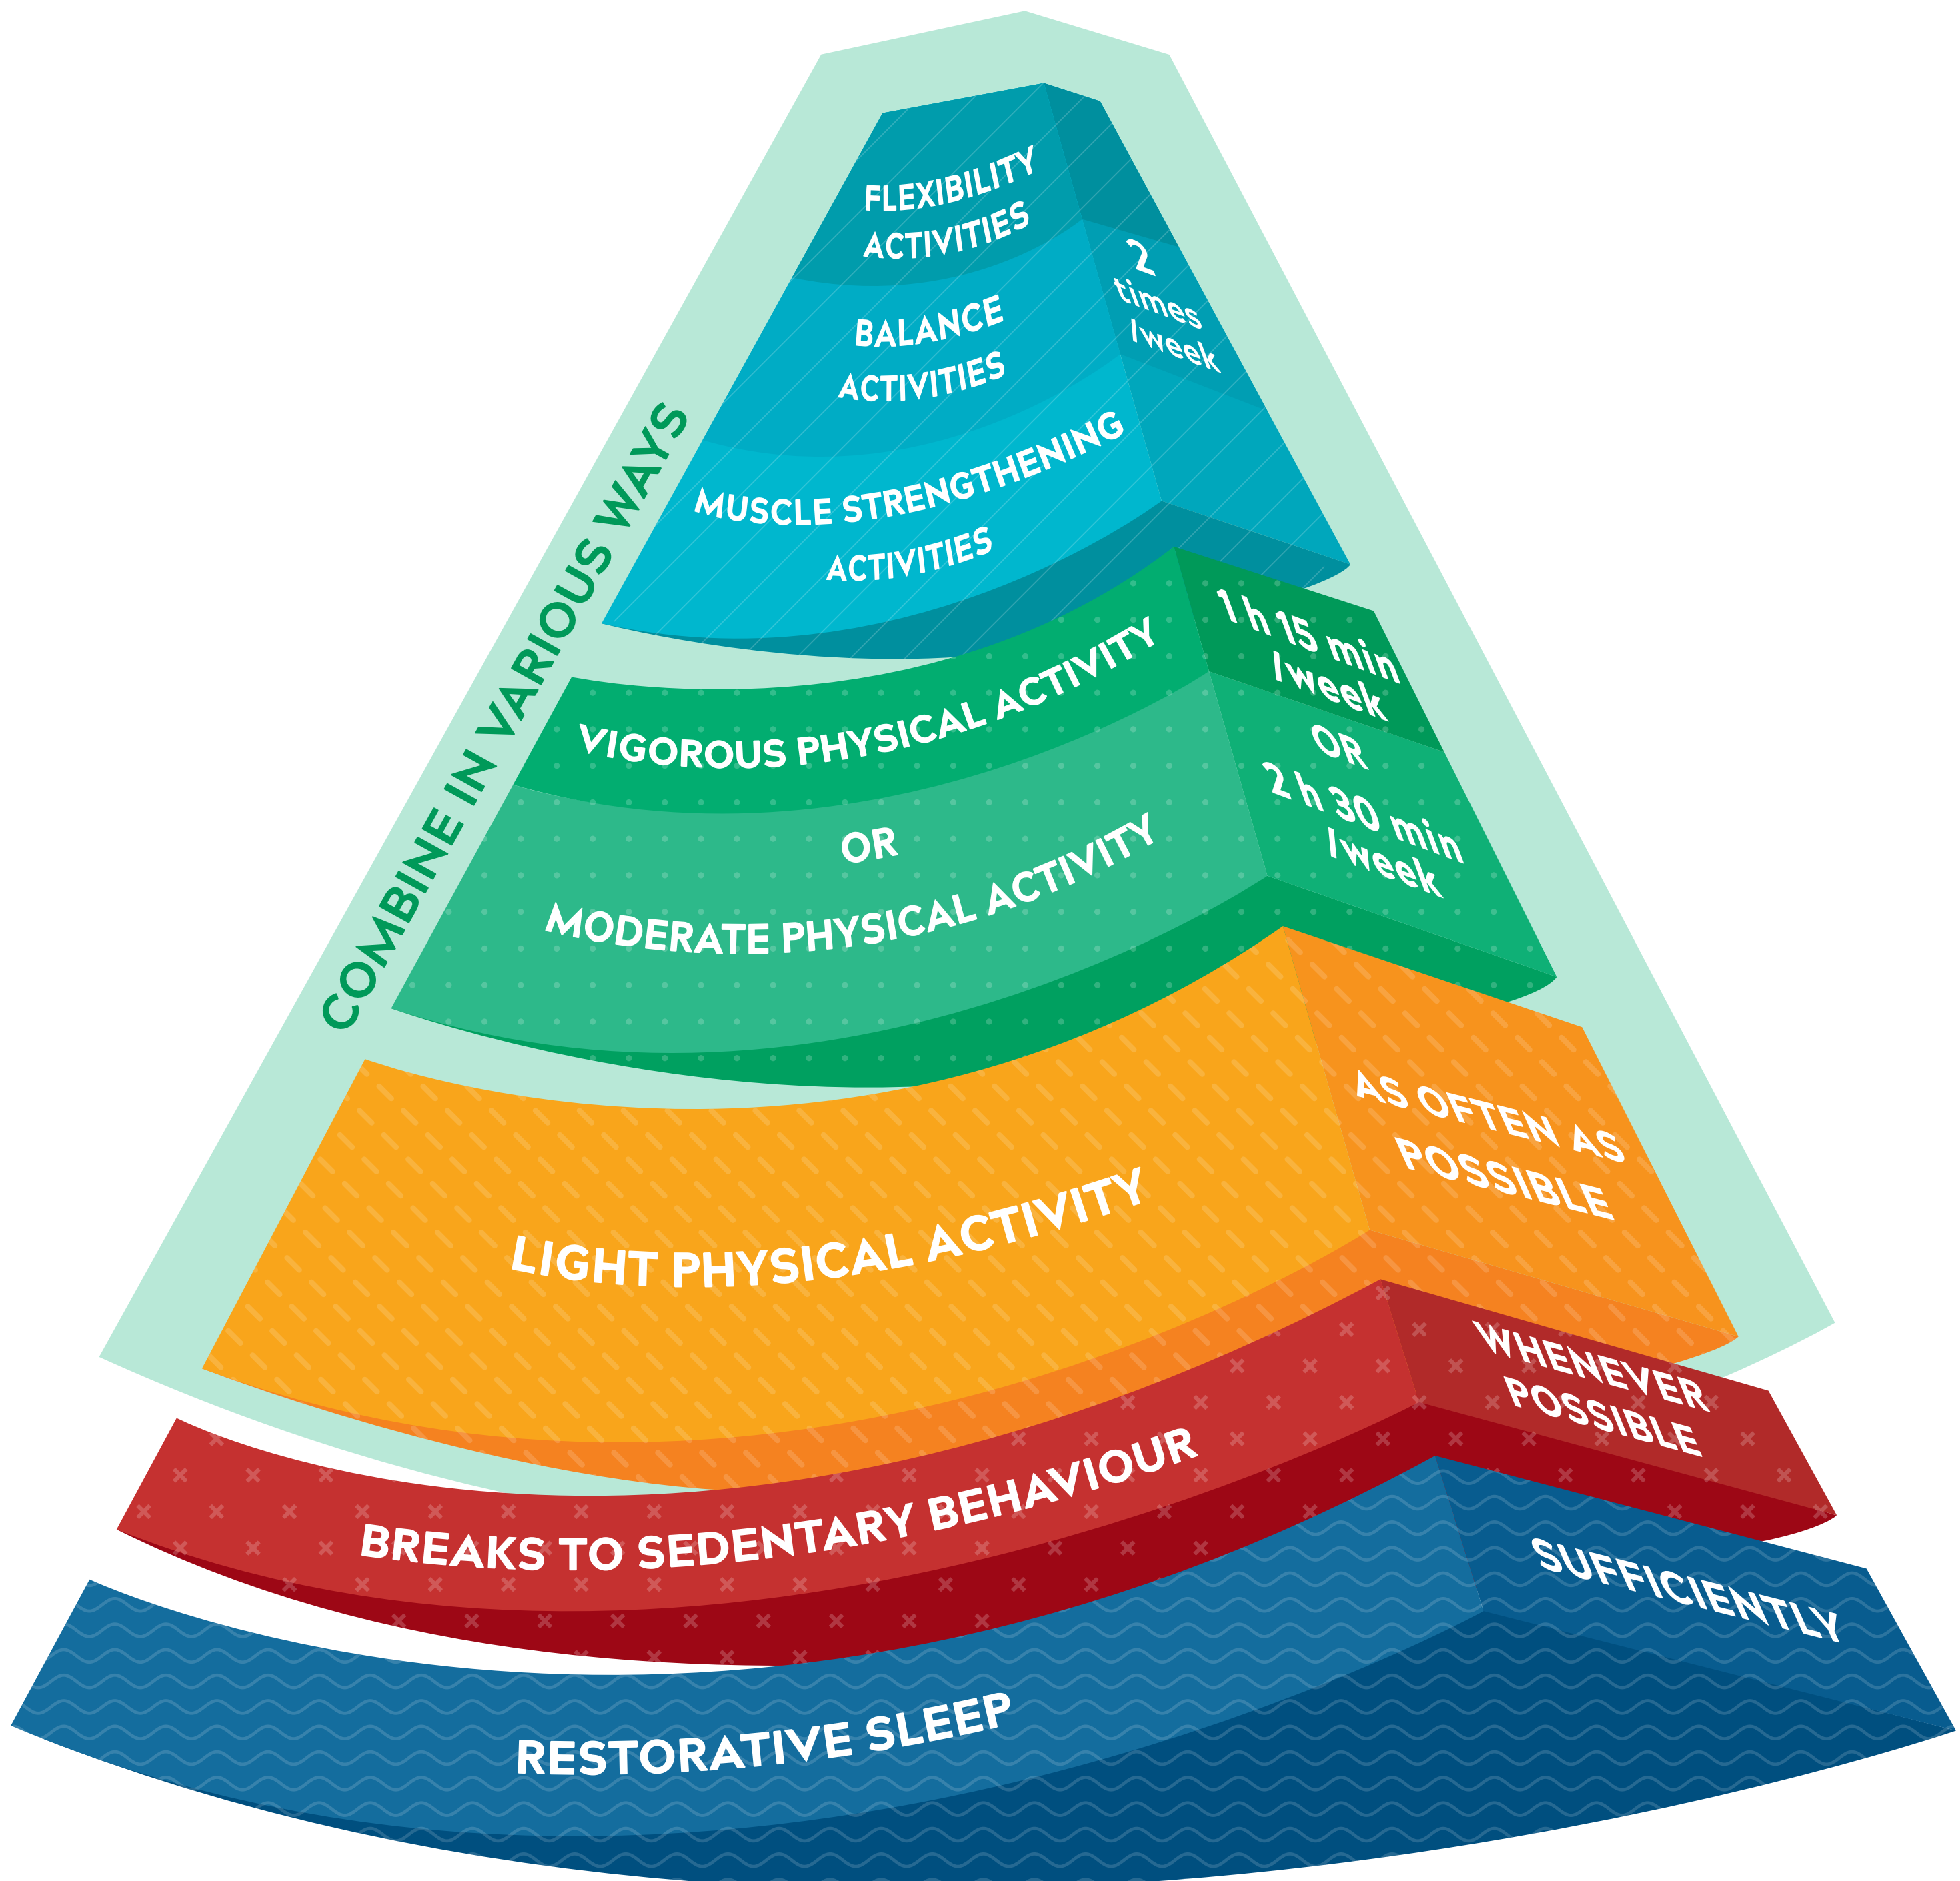 FLEXIBILITY
ACTIVITIES
BALANCE
ACTIVITIES
MUSCLE STRENGTHENING
ACTIVITIES
2
times
/week
COMBINE IN VARIOUS WAYS
VIGOROUS PHYSICAL ACTIVITY
1 h 15 min
/week
OR
MODERATE PHYSICAL ACTIVITY
OR
2 h 30 min
/week
LIGHT PHYSICAL ACTIVITY
AS OFTEN AS
POSSIBLE
BREAKS TO SEDENTARY BEHAVIOUR
WHENEVER
POSSIBLE
RESTORATIVE SLEEP
SUFFICIENTLY